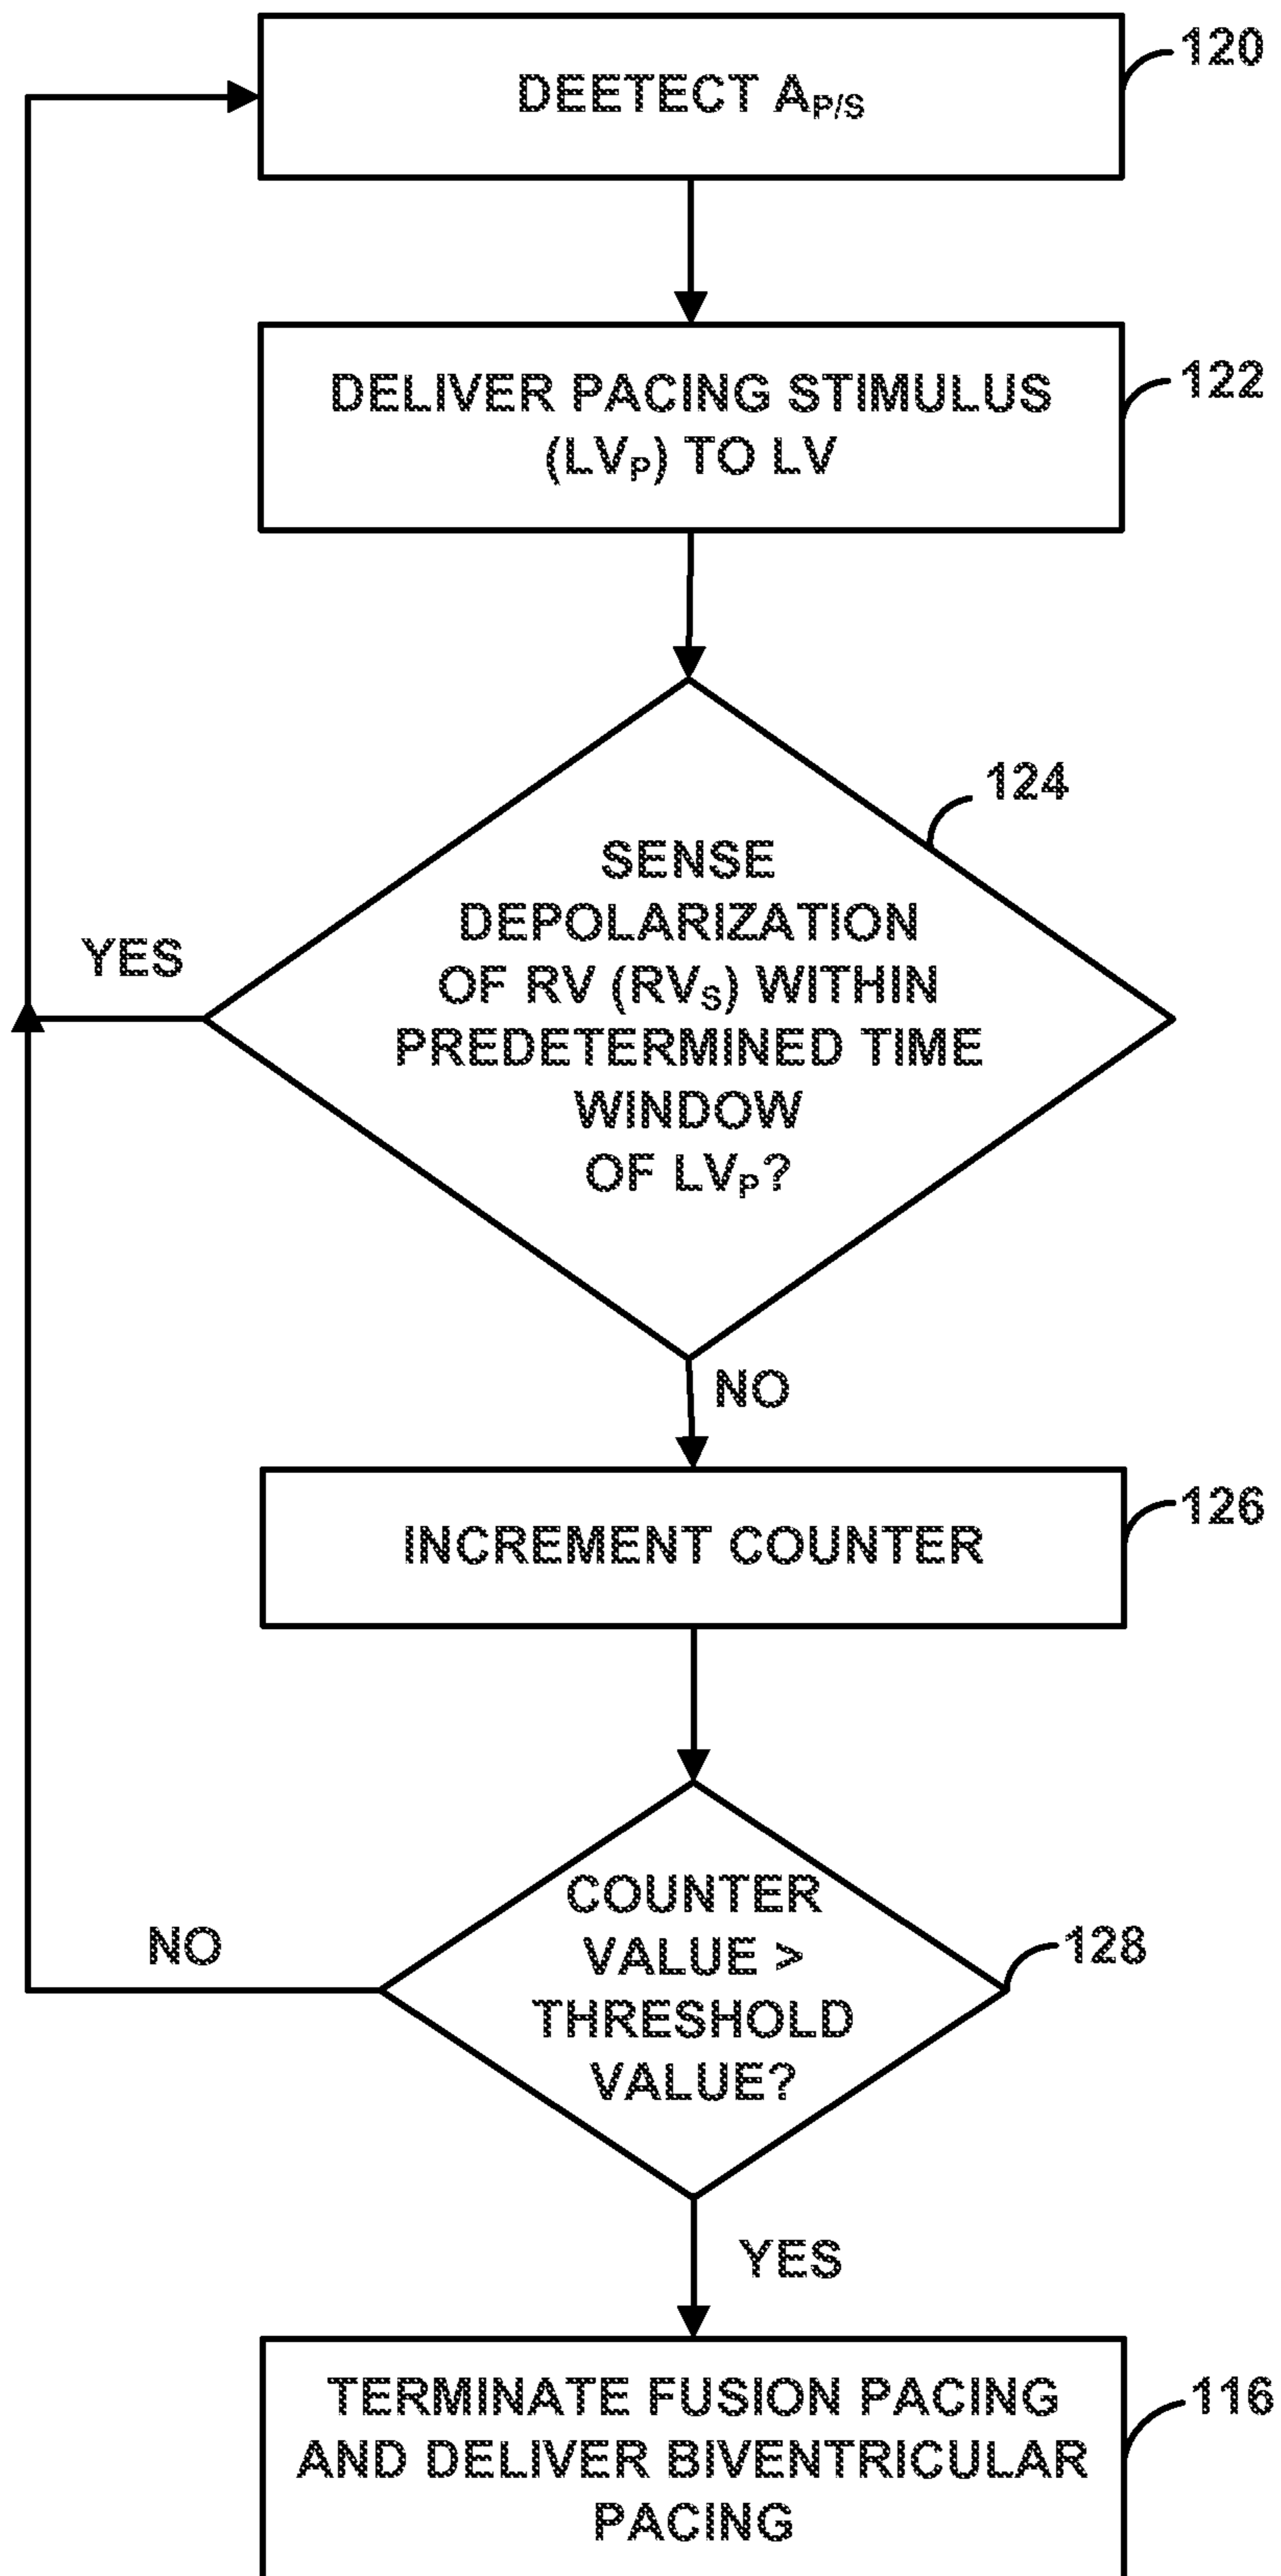 DEETECT AP/S
120
DELIVER PACING STIMULUS
(LVP) TO LV
122
124
SENSE
DEPOLARIZATION
OF RV (RVS) WITHIN
PREDETERMINED TIME
WINDOW
OF LVP?
YES
NO
INCREMENT COUNTER
126
COUNTER
VALUE >
THRESHOLD
VALUE?
128
NO
YES
TERMINATE FUSION PACING
AND DELIVER BIVENTRICULAR
PACING
116